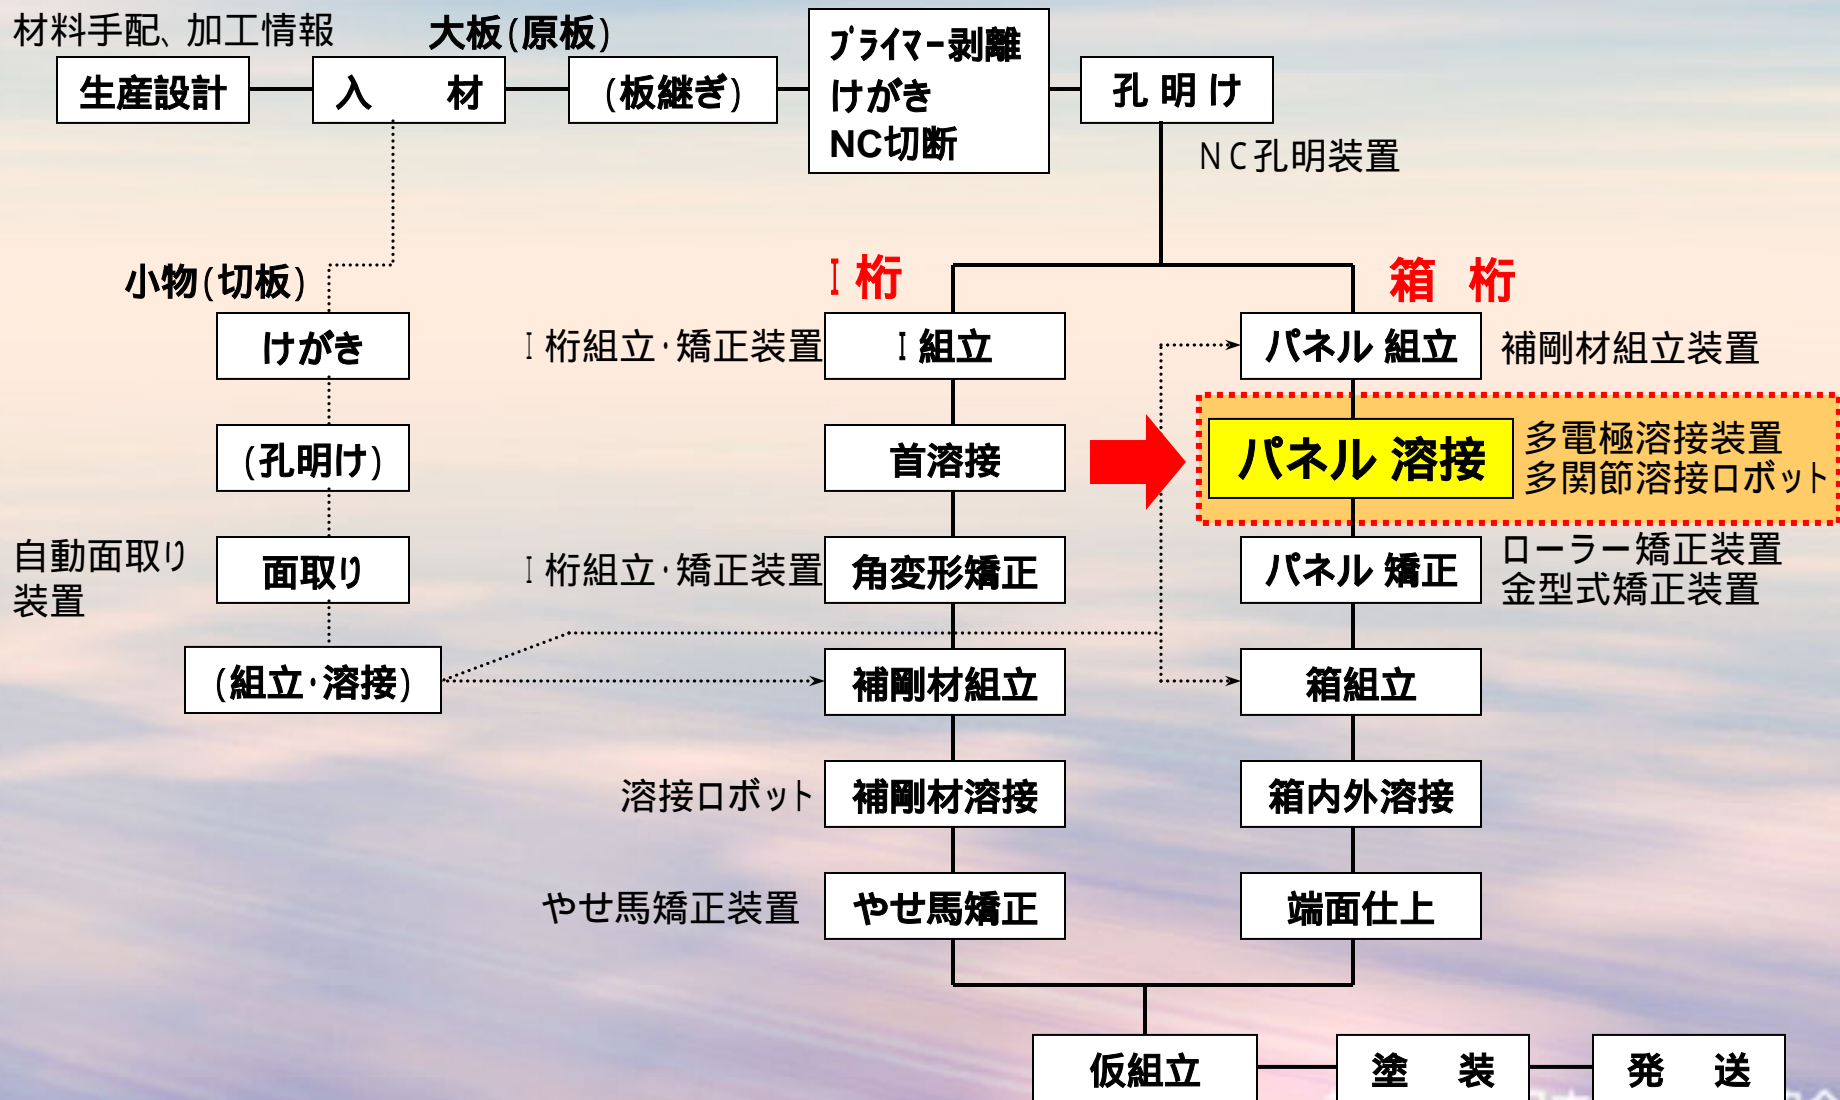 材料手配、加工情報
大板(原板)
生産設計
入　　材
(板継ぎ)
プライマー剥離
けがき
NC切断
孔 明 け
NC孔明装置
小物(切板)
けがき
(孔明け)
自動面取り
装置
面取り
(組立・溶接)
I 桁
I 桁組立・矯正装置
I 組立
首溶接
I 桁組立・矯正装置
角変形矯正
補剛材組立
溶接ロボット
補剛材溶接
やせ馬矯正装置
やせ馬矯正
箱 桁
パネル 組立
補剛材組立装置
パネル 溶接
多電極溶接装置
多関節溶接ロボット
パネル 矯正
ローラー矯正装置
金型式矯正装置
箱組立
箱内外溶接
端面仕上
仮組立
塗　装
発　送